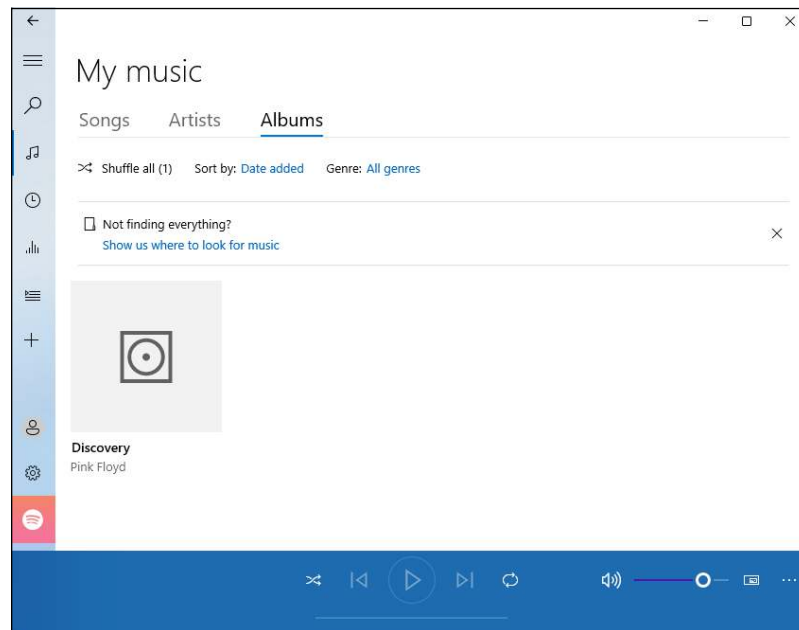 My music
Songs Artists Albums
Shuffle all (1) Sort by: Date added Genre: All genres
Not finding everything?
Show us where to look for music
Discovery
Pink Floyd